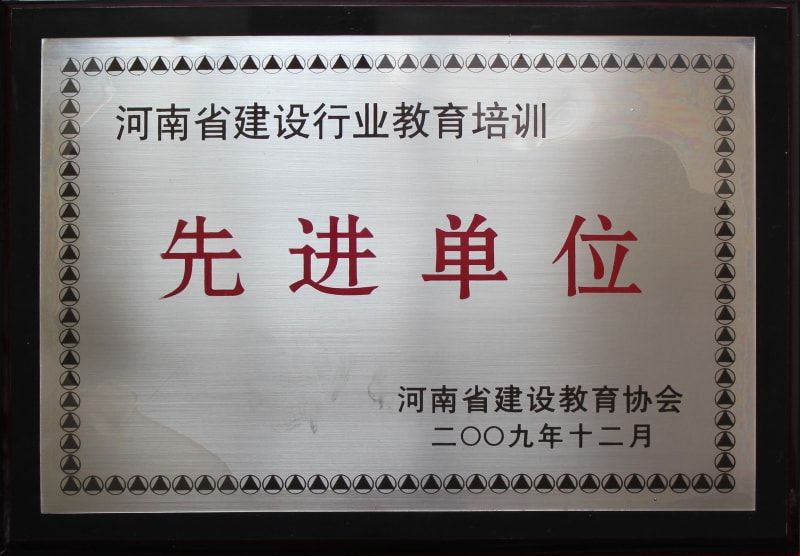 河南省建设行业教育培训
先进单位
河南省建设教育协会
二〇〇九年十二月